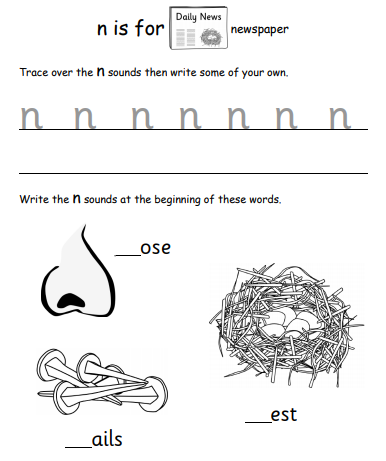 n is for
Daily News
newspaper
Trace over the n sounds then write some of your own.
n n n n n n n
Write the n sounds at the beginning of these words.
__ose
__est
__ails